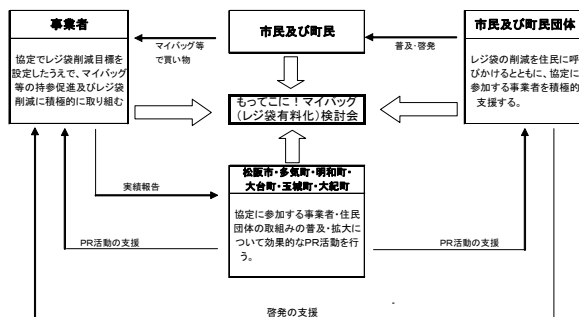 事業者
協定でレジ袋削減目標を
設定したうえで、マイバッグ
等の持参促進及びレジ袋
削減に積極的に取り組む
マイバッグ等
で買い物
市民及び町民
普及・啓発
市民及び町民団体
レジ袋の削減を住民に呼
びかけるとともに、協定に
参加する事業者を積極的
支援する。
もってこに！マイバッグ
（レジ袋有料化）検討会
松阪市・多気町・明和町・
大台町・玉城町・大紀町
協定に参加する事業者・住民
団体の取組みの普及・拡大に
ついて効果的なPR活動を行
う。
実績報告
PR活動の支援
PR活動の支援
啓発の支援